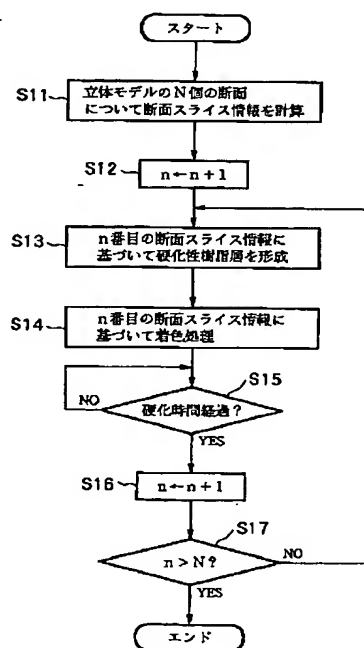 スタート
S11
立体モデルのN個の断面
について断面スライス情報を計算
S12
n←n+1
S13
n番目の断面スライス情報に
基づいて硬化性樹脂層を形成
S14
n番目の断面スライス情報に
基づいて着色処理
S15
硬化時間経過?
NO
YES
S16
n←n+1
S17
n>N?
NO
YES
エンド